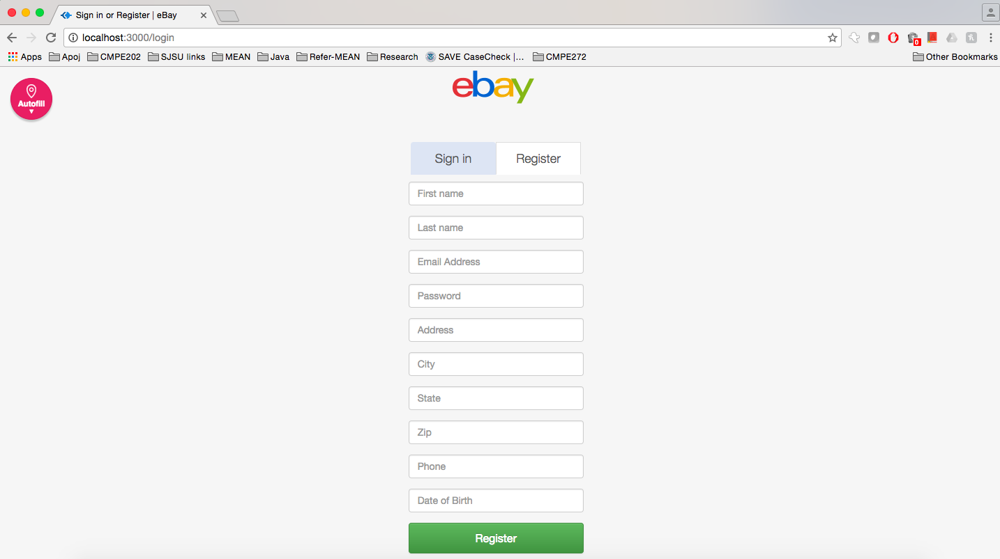 Sign in or Register | eBay
localhost:3000/login
0
Apps Apoj CMPE202 SJSU links MEAN Java Refer-MEAN Research SAVE CaseCheck |... CMPE272 Other Bookmarks
ebay
Autofill
Sign in Register
First name
Last name
Email Address
Password
Address
City
State
Zip
Phone
Date of Birth
Register